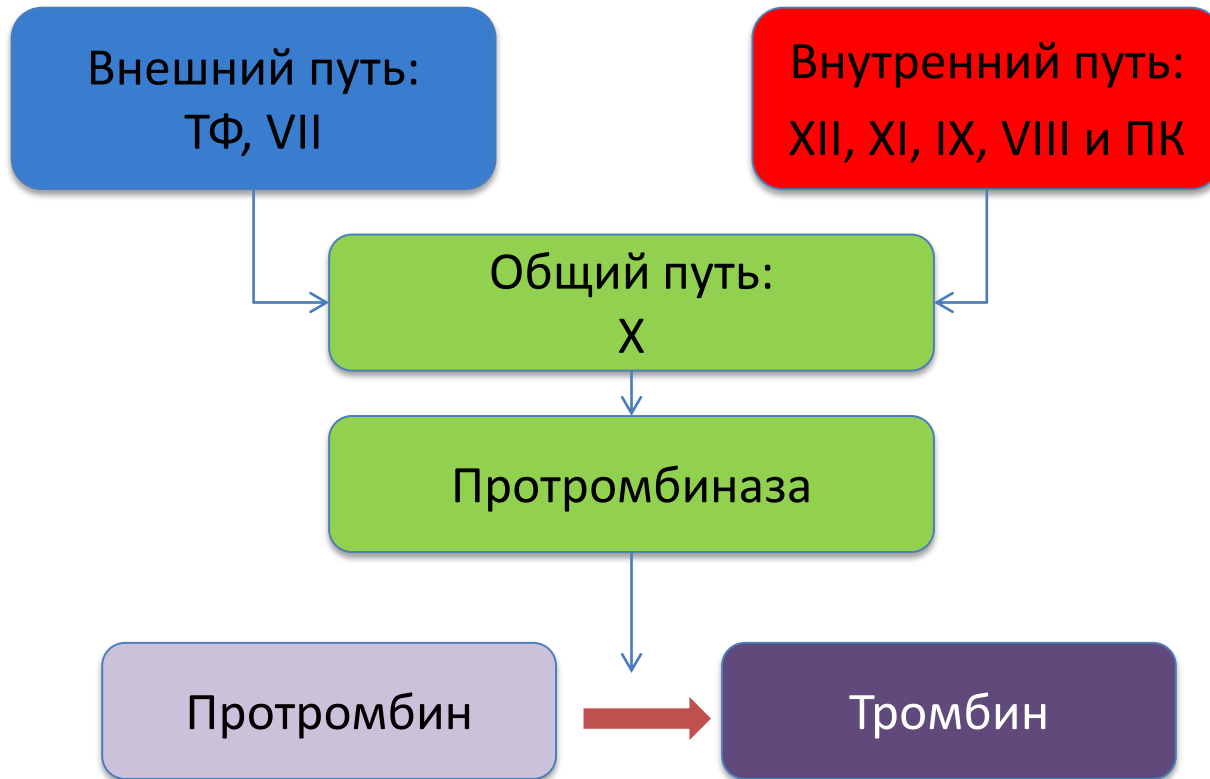 Внешний путь:
ТФ, VII
Внутренний путь:
XII, XI, IX, VIII и ПК
Общий путь:
X
Протромбиназа
Протромбин
Тромбин